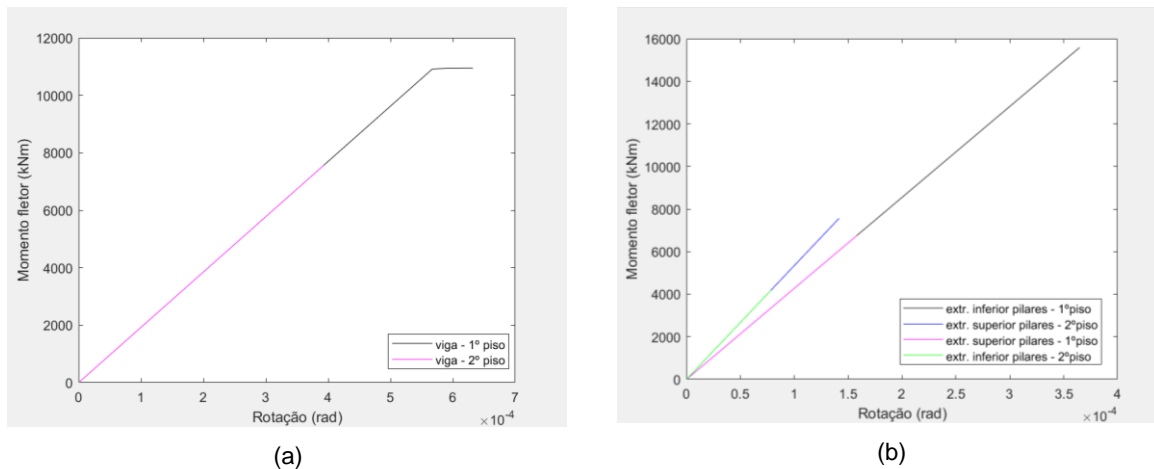 12000
10000
8000
6000
4000
2000
0
Momento fletor (kNm)
0 1 2 3 4 5 6 7
×10-4
Rotação (rad)
viga - 1º piso
viga - 2º piso
(a)
16000
14000
12000
10000
8000
6000
4000
2000
0
Momento fletor (kNm)
0 0.5 1 1.5 2 2.5 3 3.5 4
×10-4
Rotação (rad)
extr. inferior pilares - 1ºpiso
extr. superior pilares - 2ºpiso
extr. superior pilares - 1ºpiso
extr. inferior pilares - 2ºpiso
(b)